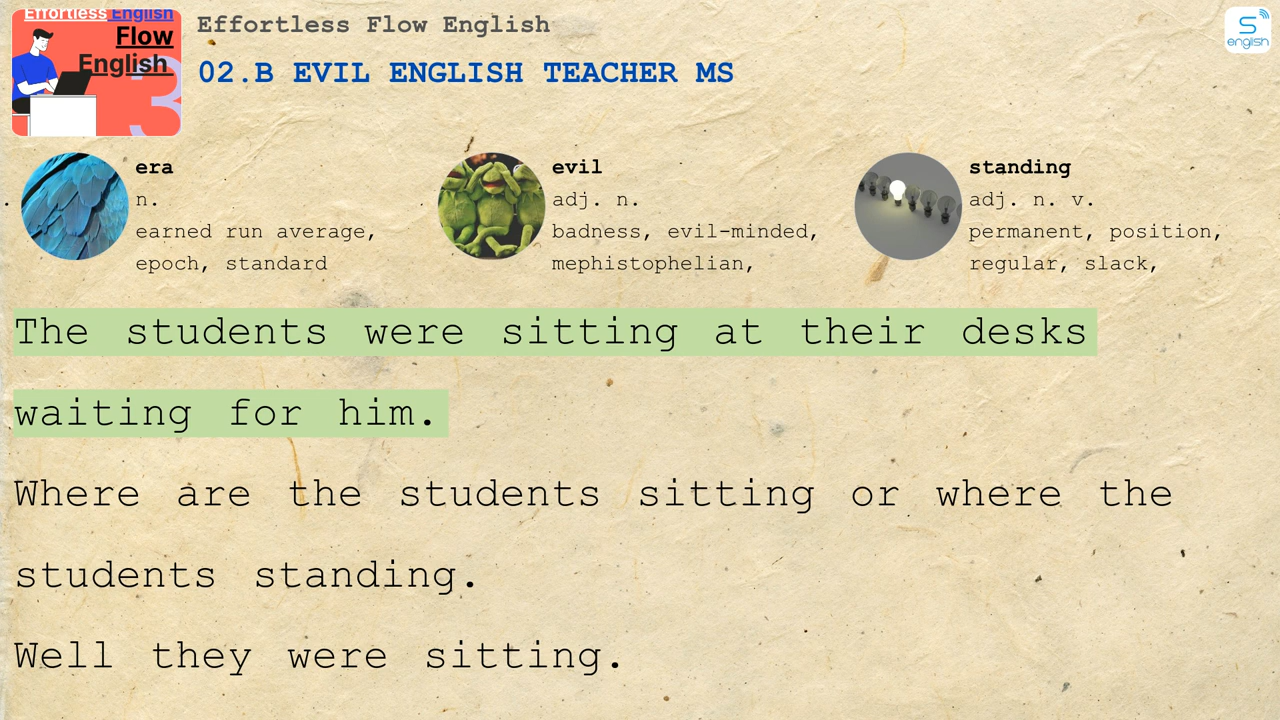 Effortless English
Flow
English
3
Effortless Flow English
02.B EVIL ENGLISH TEACHER MS
S
english
era
n.
earned run average,
epoch, standard
evil
adj. n.
badness, evil-minded,
mephistophelian,
standing
adj. n. v.
permanent, position,
regular, slack,
The students were sitting at their desks
waiting for him.
Where are the students sitting or where the
students standing.
Well they were sitting.